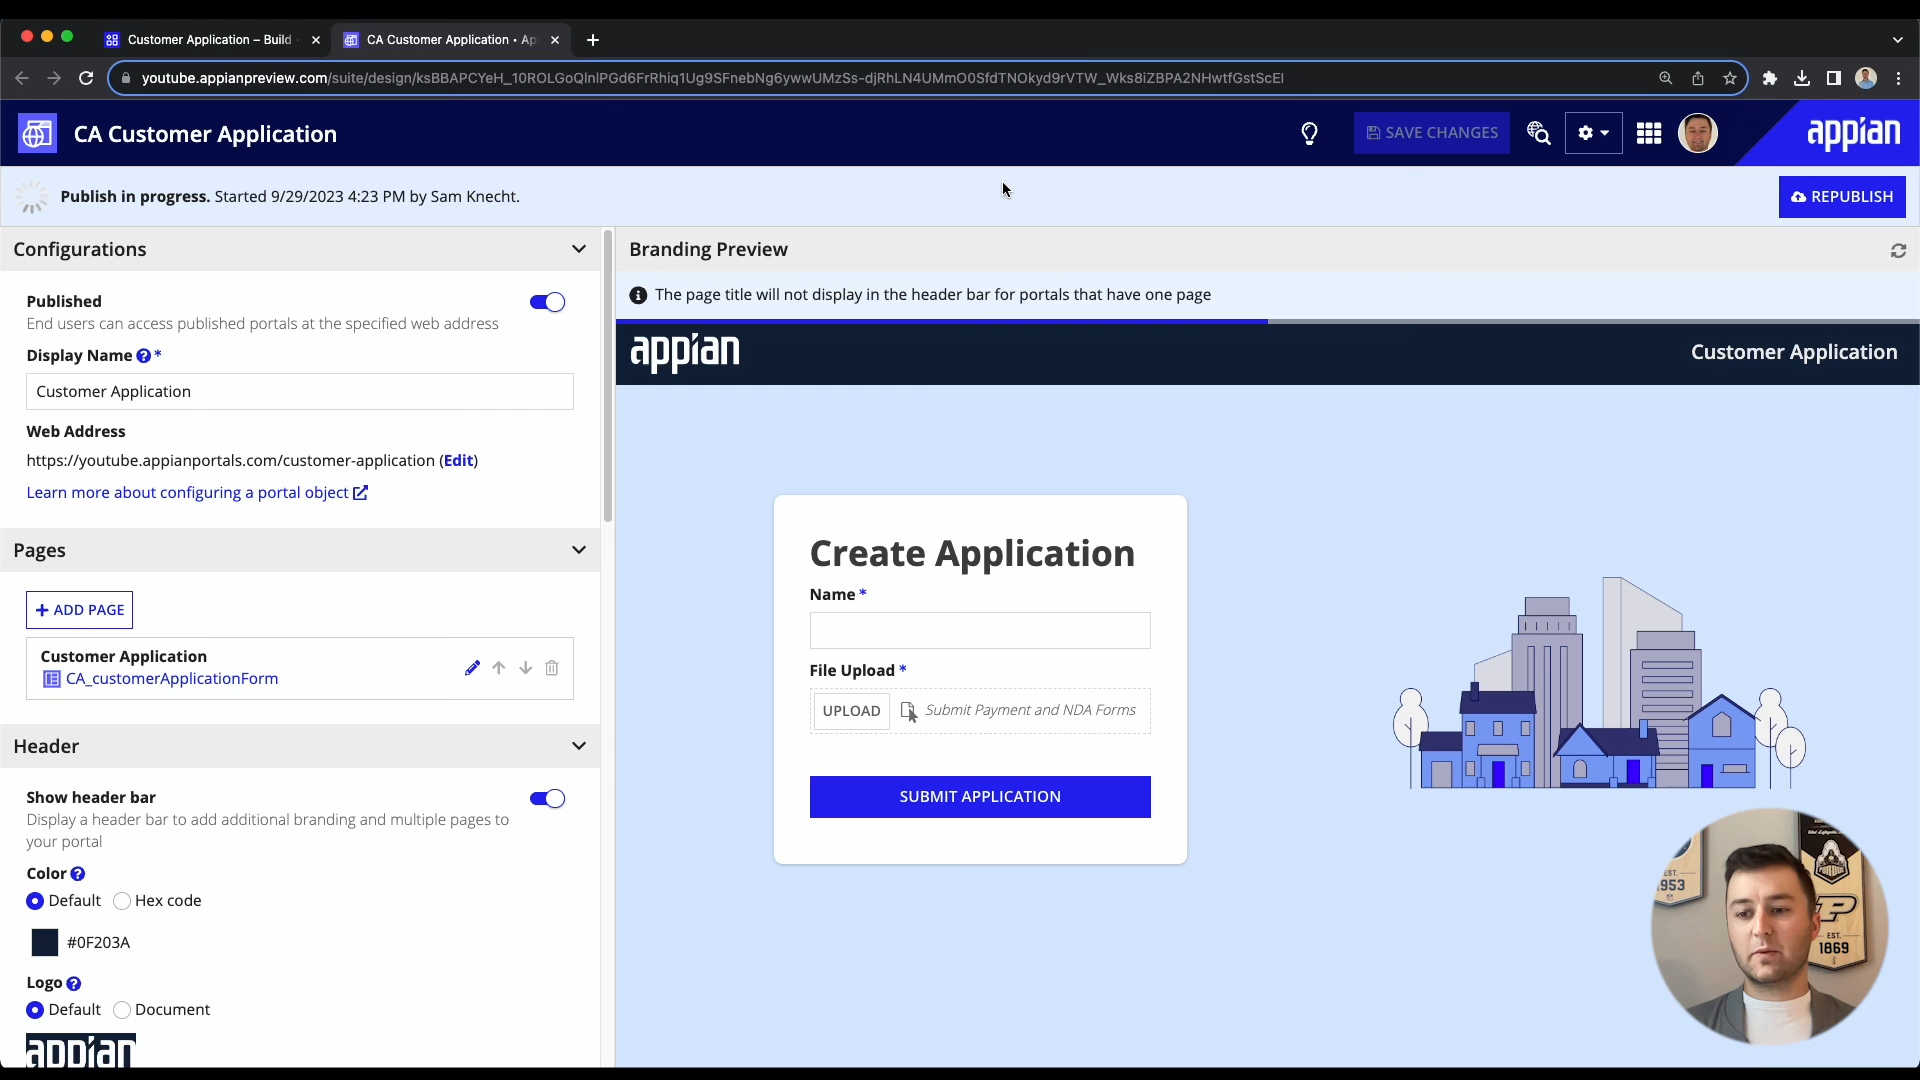 Customer Application – Build
CA Customer Application • Ap
youtube.appianpreview.com/suite/design/ksBBAPCYeH_10ROLGoQlnlPGd6FrRhiq1Ug9SFnebNg6ywwUMzSs-djRhLN4UMmO0SfdTNOkyd9rVTW_Wks8iZBPA2NHwtfGstScEI
CA Customer Application
SAVE CHANGES
appian
Publish in progress. Started 9/29/2023 4:23 PM by Sam Knecht.
REPUBLISH
Configurations
Published
End users can access published portals at the specified web address
Display Name ? *
Customer Application
Web Address
https://youtube.appianportals.com/customer-application (Edit)
Learn more about configuring a portal object
Pages
+ ADD PAGE
Customer Application
CA_customerApplicationForm
Header
Show header bar
Display a header bar to add additional branding and multiple pages to
your portal
Color ?
Default Hex code
#0F203A
Logo ?
Default Document
appian
Branding Preview
The page title will not display in the header bar for portals that have one page
appian
Customer Application
Create Application
Name *
File Upload *
UPLOAD Submit Payment and NDA Forms
SUBMIT APPLICATION
EST.
1953
P
EST.
1869